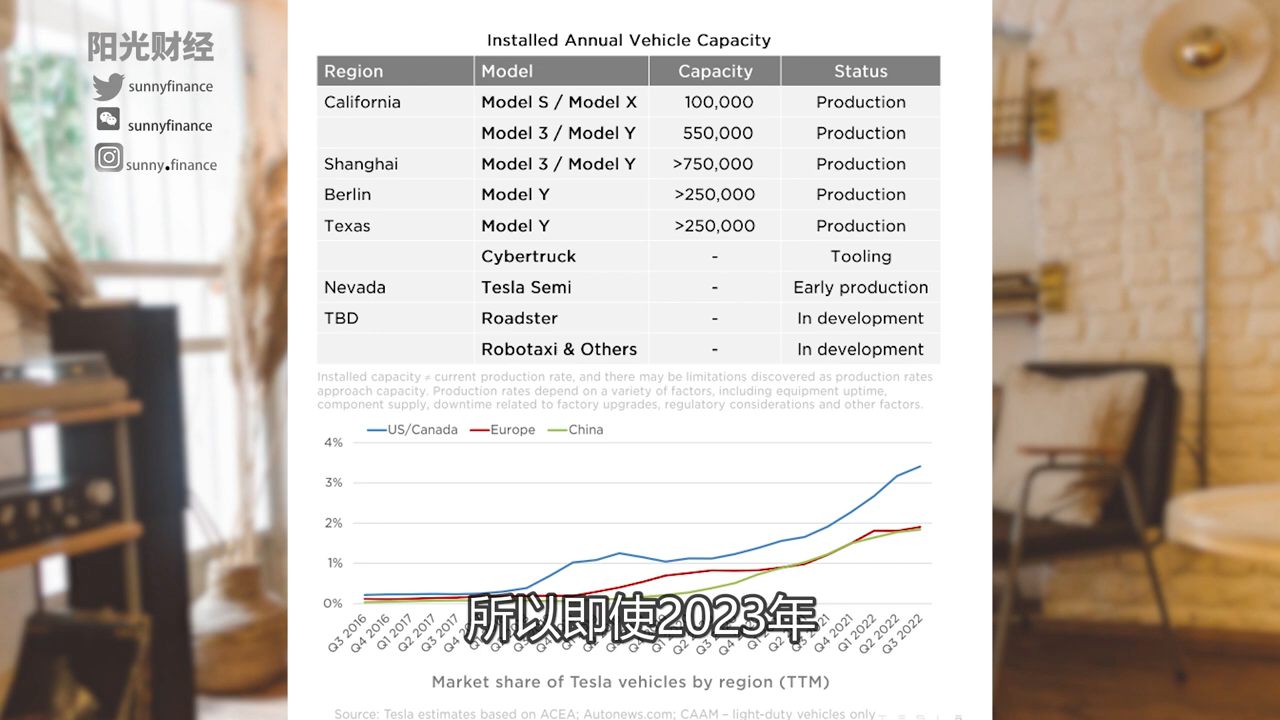 阳光财经
sunnyfinance
sunnyfinance
sunny.finance
Installed Annual Vehicle Capacity
Region Model Capacity Status
California Model S / Model X 100,000 Production
Model 3 / Model Y 550,000 Production
Shanghai Model 3 / Model Y >750,000 Production
Berlin Model Y >250,000 Production
Texas Model Y >250,000 Production
Cybertruck - Tooling
Nevada Tesla Semi - Early production
TBD Roadster - In development
Robotaxi & Others - In development
Installed capacity ≠ current production rate, and there may be limitations discovered as production rates
approach capacity. Production rates depend on a variety of factors, including equipment uptime,
component supply, downtime related to factory upgrades, regulatory considerations and other factors.
US/Canada Europe China
4%
3%
2%
1%
0%
所以即使2023年
Q3 2016 Q4 2016 Q1 2017 Q2 2017 Q3 2017 Q4 2021 Q1 2022 Q2 2022 Q3 2022
Market share of Tesla vehicles by region (TTM)
Source: Tesla estimates based on ACEA; Autonews.com; CAAM – light-duty vehicles only